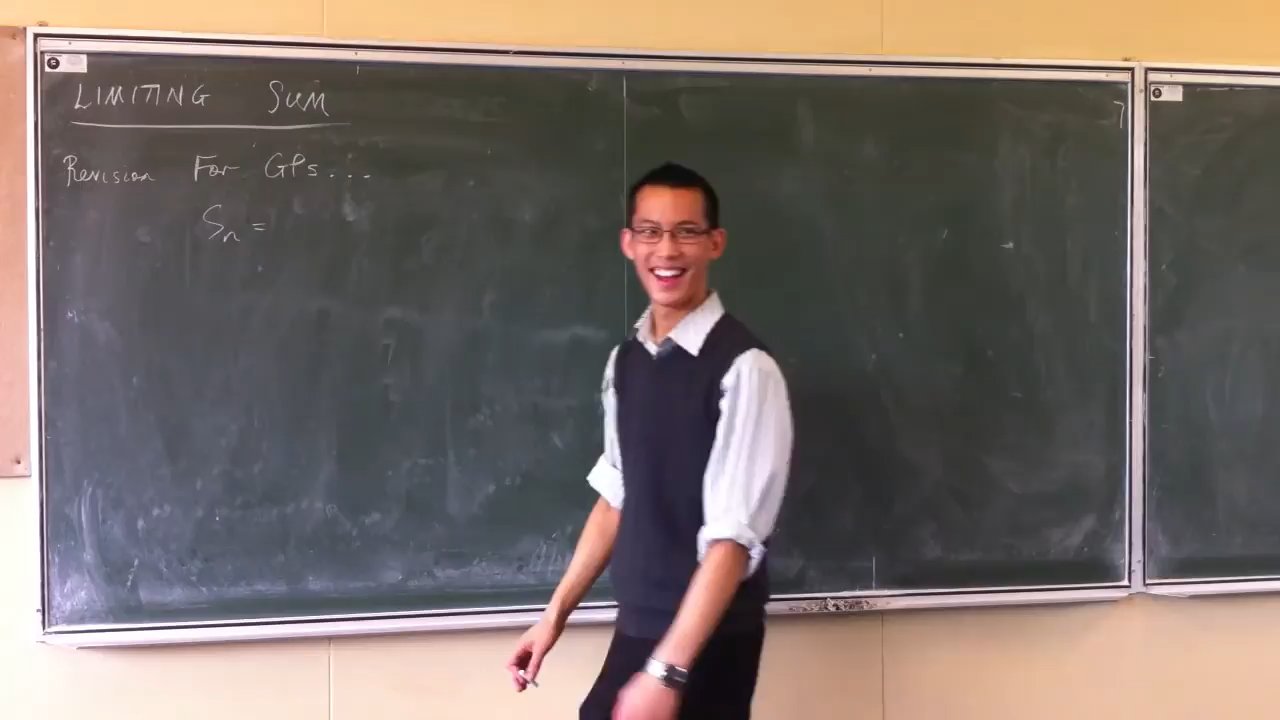 LIMITING SUM
Revision For GPs...
Sn =